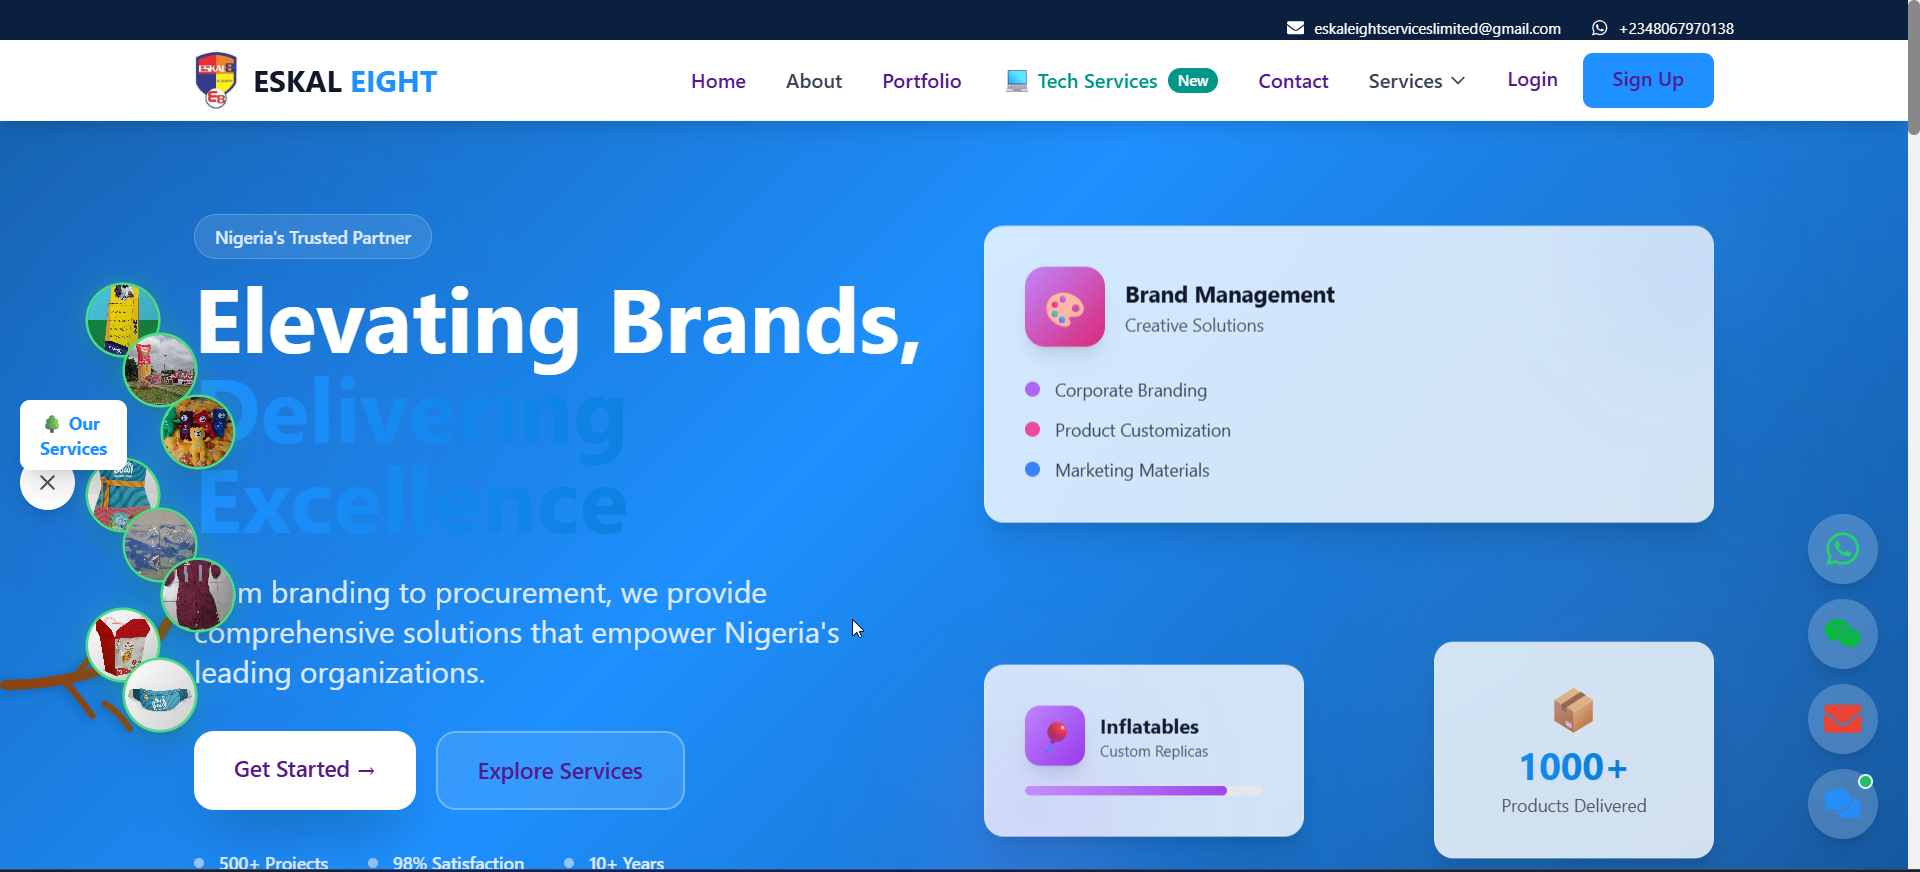 eskaleightserviceslimited@gmail.com
+2348067970138
ESKAL EIGHT
Home
About
Portfolio
Tech Services
New
Contact
Services
Login
Sign Up
Nigeria's Trusted Partner
Elevating Brands,
Delivering
Excellence
Our
Services
m branding to procurement, we provide
comprehensive solutions that empower Nigeria's
leading organizations.
Get Started →
Explore Services
500+ Projects
98% Satisfaction
10+ Years
Brand Management
Creative Solutions
Corporate Branding
Product Customization
Marketing Materials
Inflatables
Custom Replicas
1000+
Products Delivered